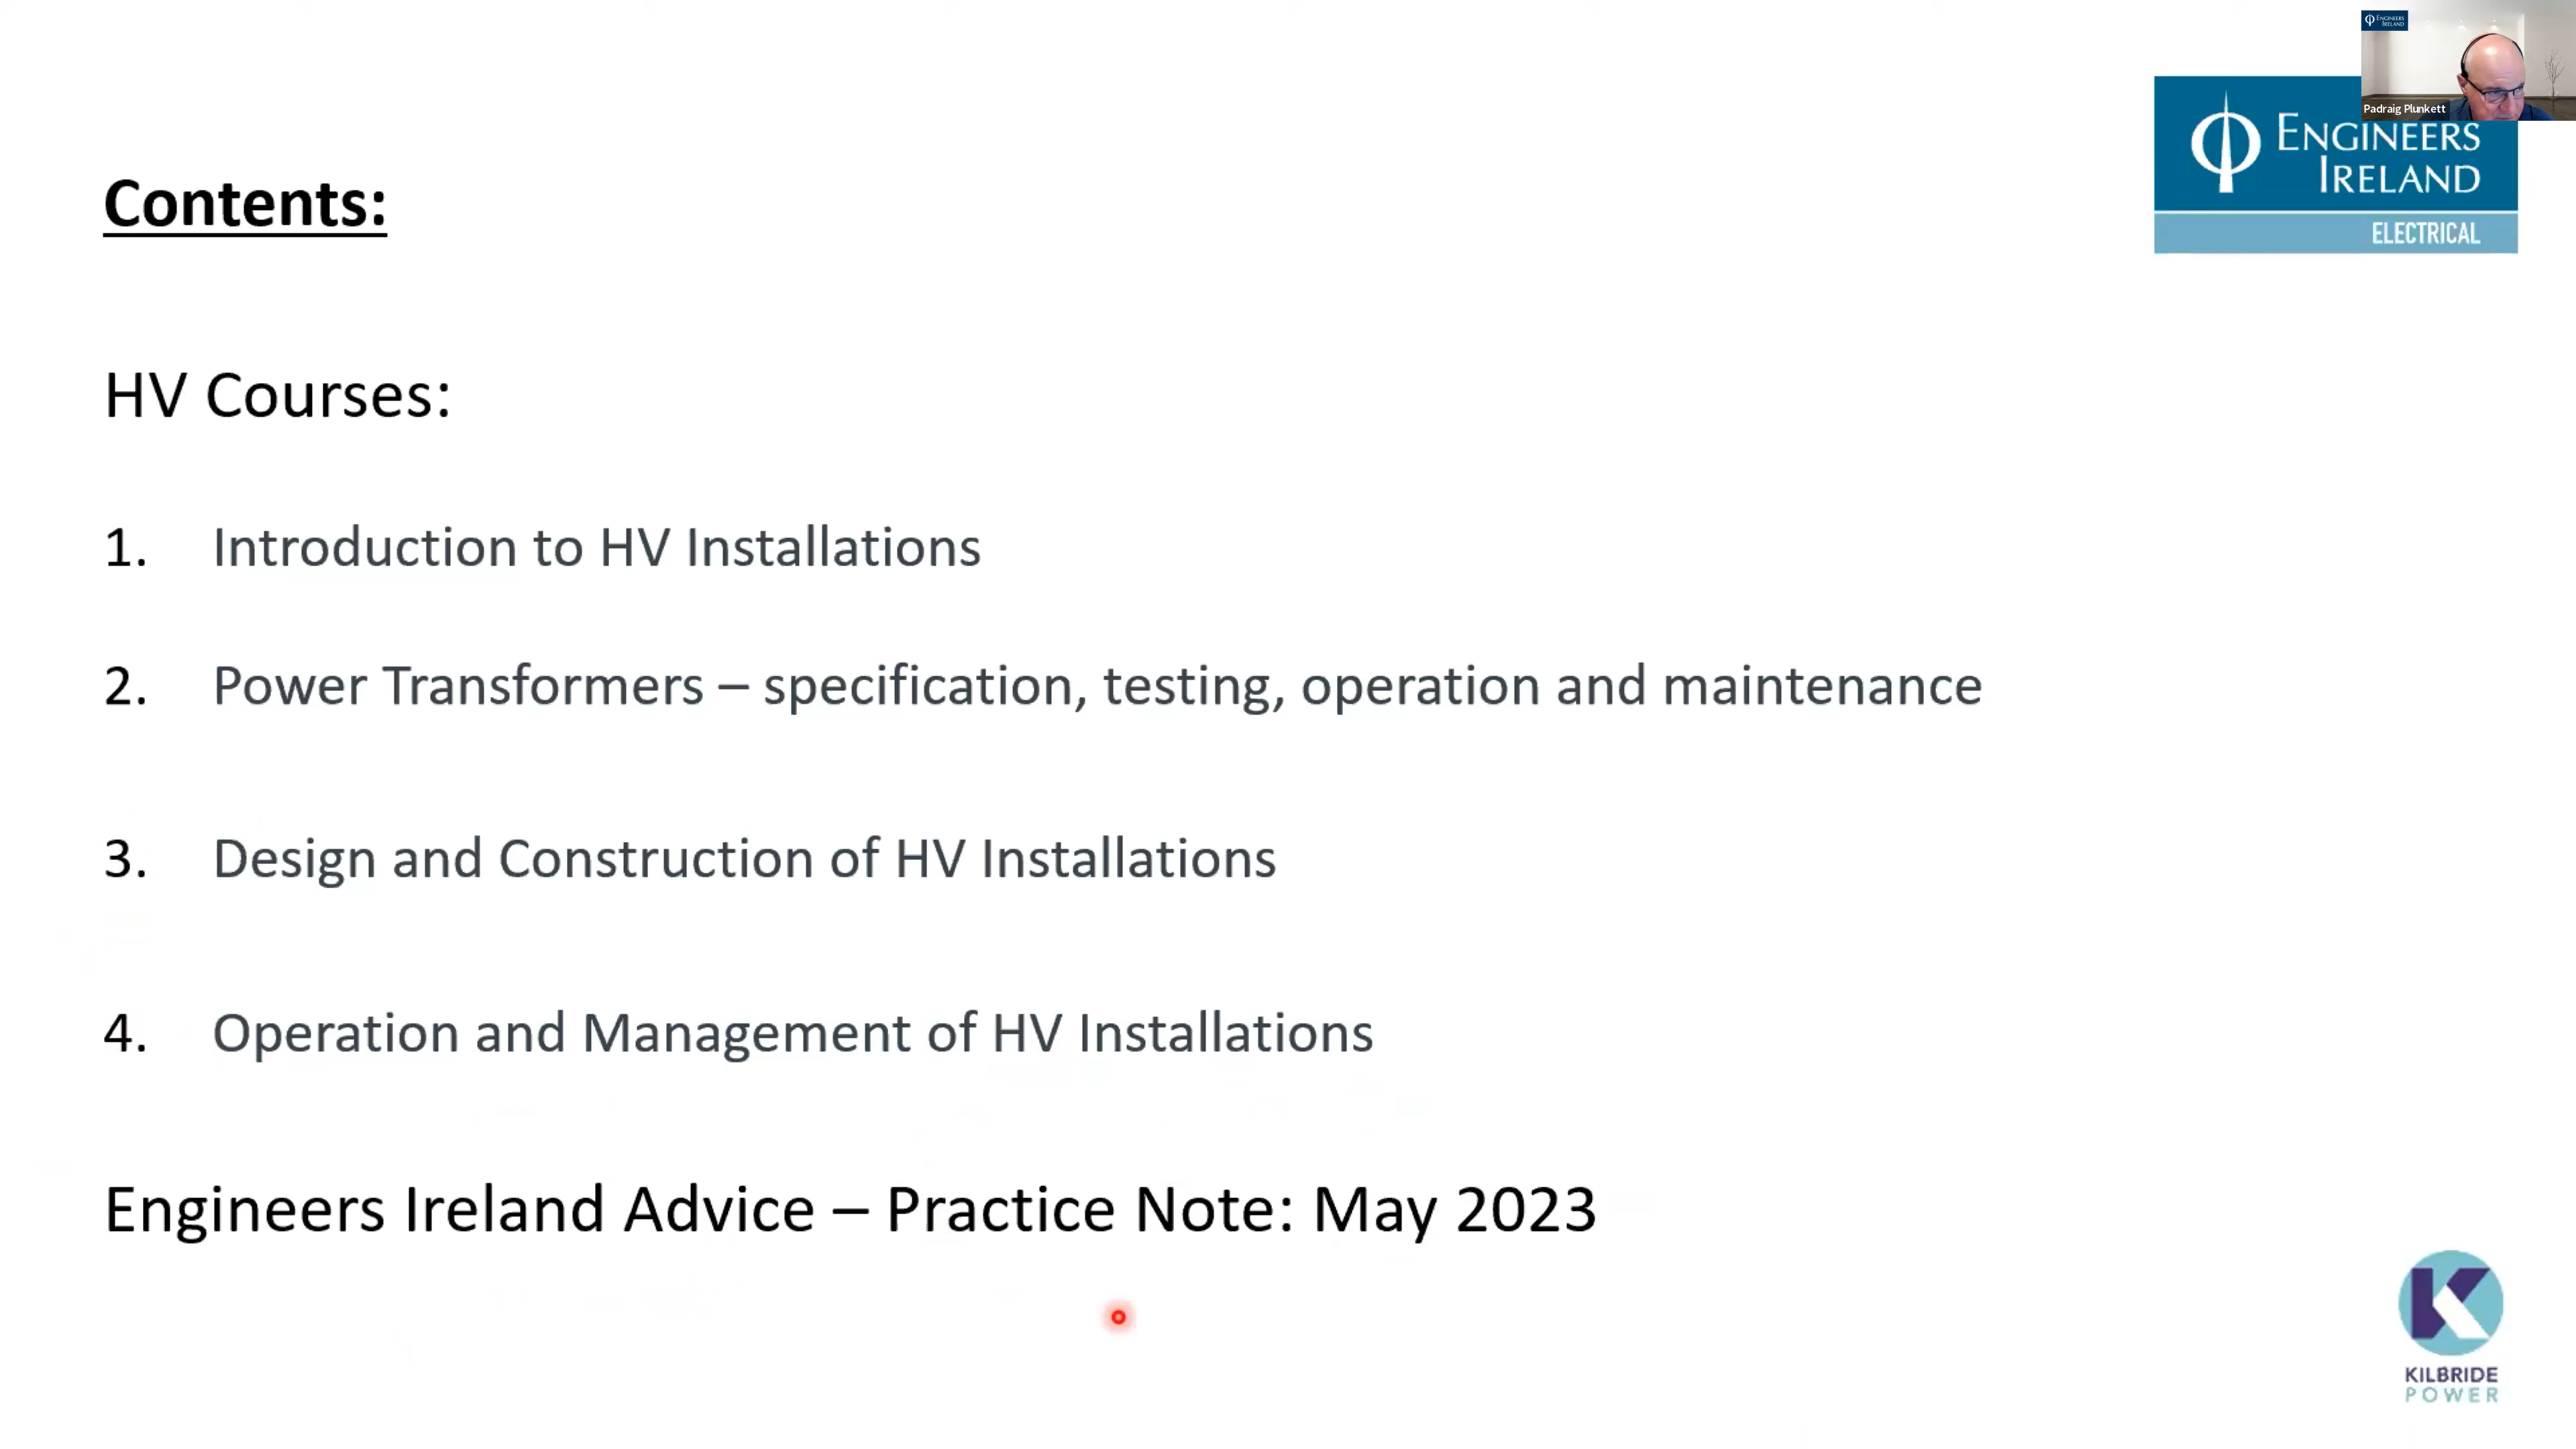 ENGINEERS
IRELAND
Padraig Plunkett
ENGINEERS
IRELAND
ELECTRICAL
Contents:
HV Courses:
1. Introduction to HV Installations
2. Power Transformers – specification, testing, operation and maintenance
3. Design and Construction of HV Installations
4. Operation and Management of HV Installations
Engineers Ireland Advice – Practice Note: May 2023
KILBRIDE
POWER